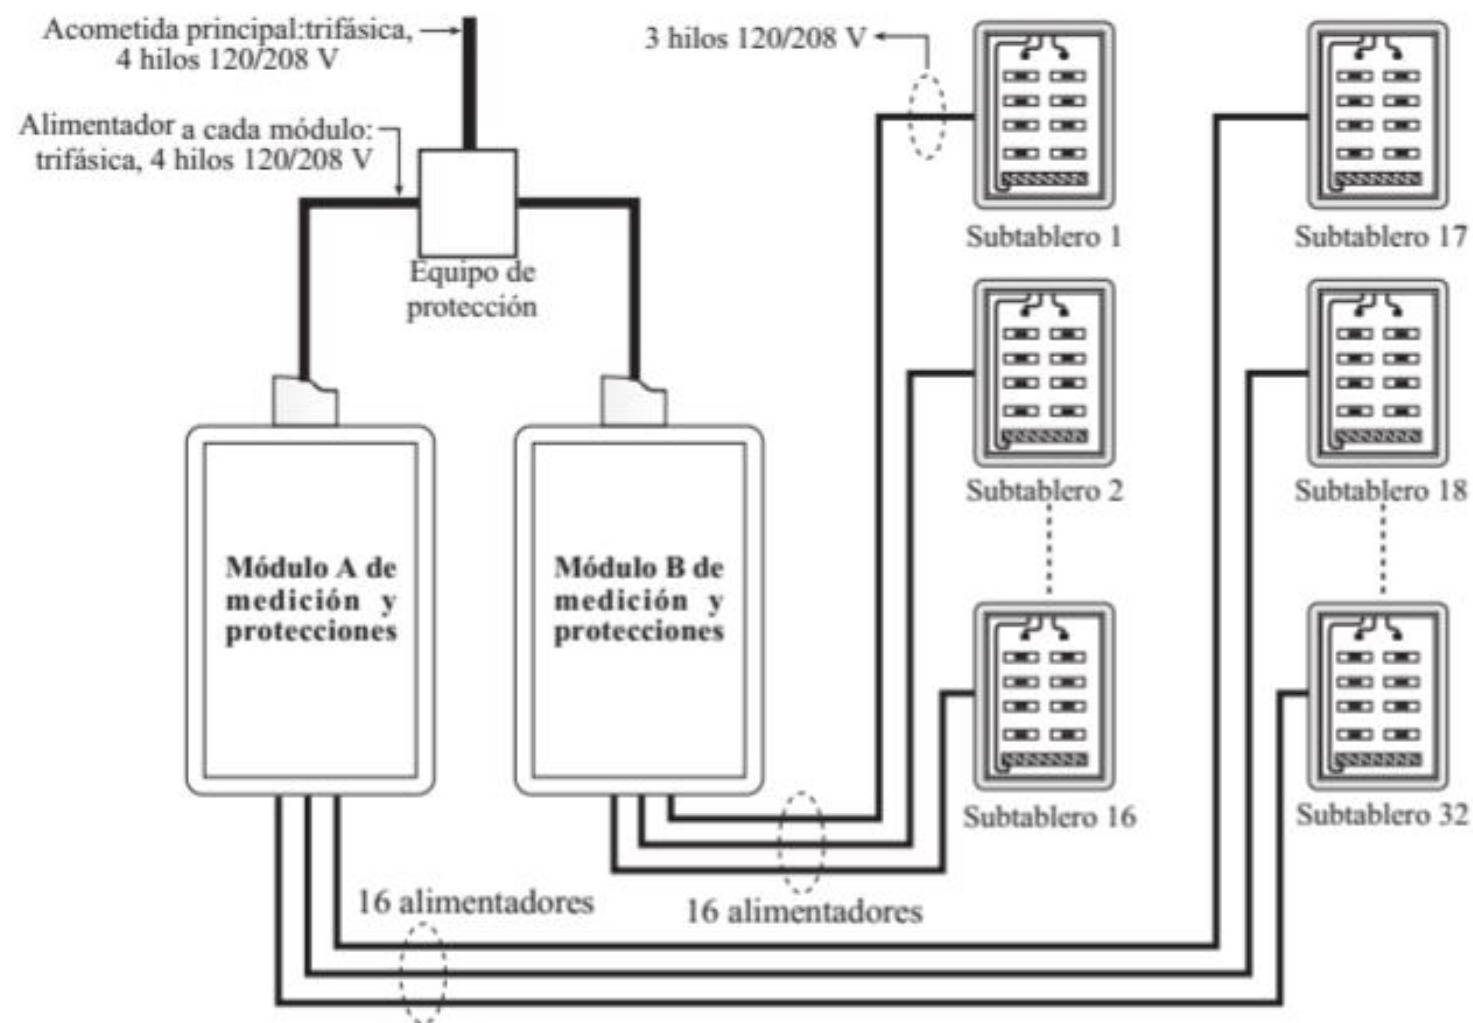 Acometida principal:trifásica,
4 hilos 120/208 V
3 hilos 120/208 V
Alimentador a cada módulo:
trifásica, 4 hilos 120/208 V
Equipo de
protección
Subtablero 1
Subtablero 17
Subtablero 2
Subtablero 18
Módulo A de
medición y
protecciones
Módulo B de
medición y
protecciones
Subtablero 16
Subtablero 32
16 alimentadores
16 alimentadores